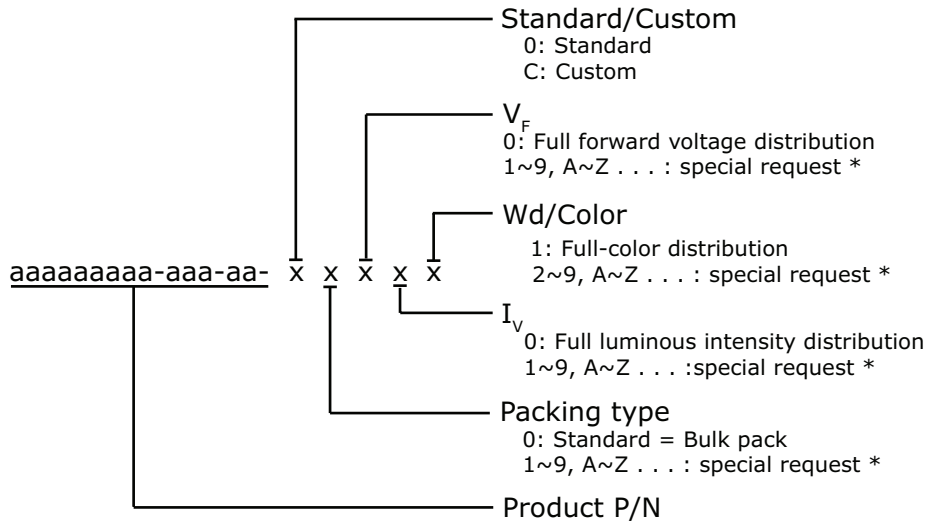 Standard/Custom
0: Standard
C: Custom
VF
0: Full forward voltage distribution
1~9, A~Z . . . : special request *
Wd/Color
1: Full-color distribution
2~9, A~Z . . . : special request *
aaaaaaaaa-aaa-aa- x x x x x
IV
0: Full luminous intensity distribution
1~9, A~Z . . . :special request *
Packing type
0: Standard = Bulk pack
1~9, A~Z . . . : special request *
Product P/N